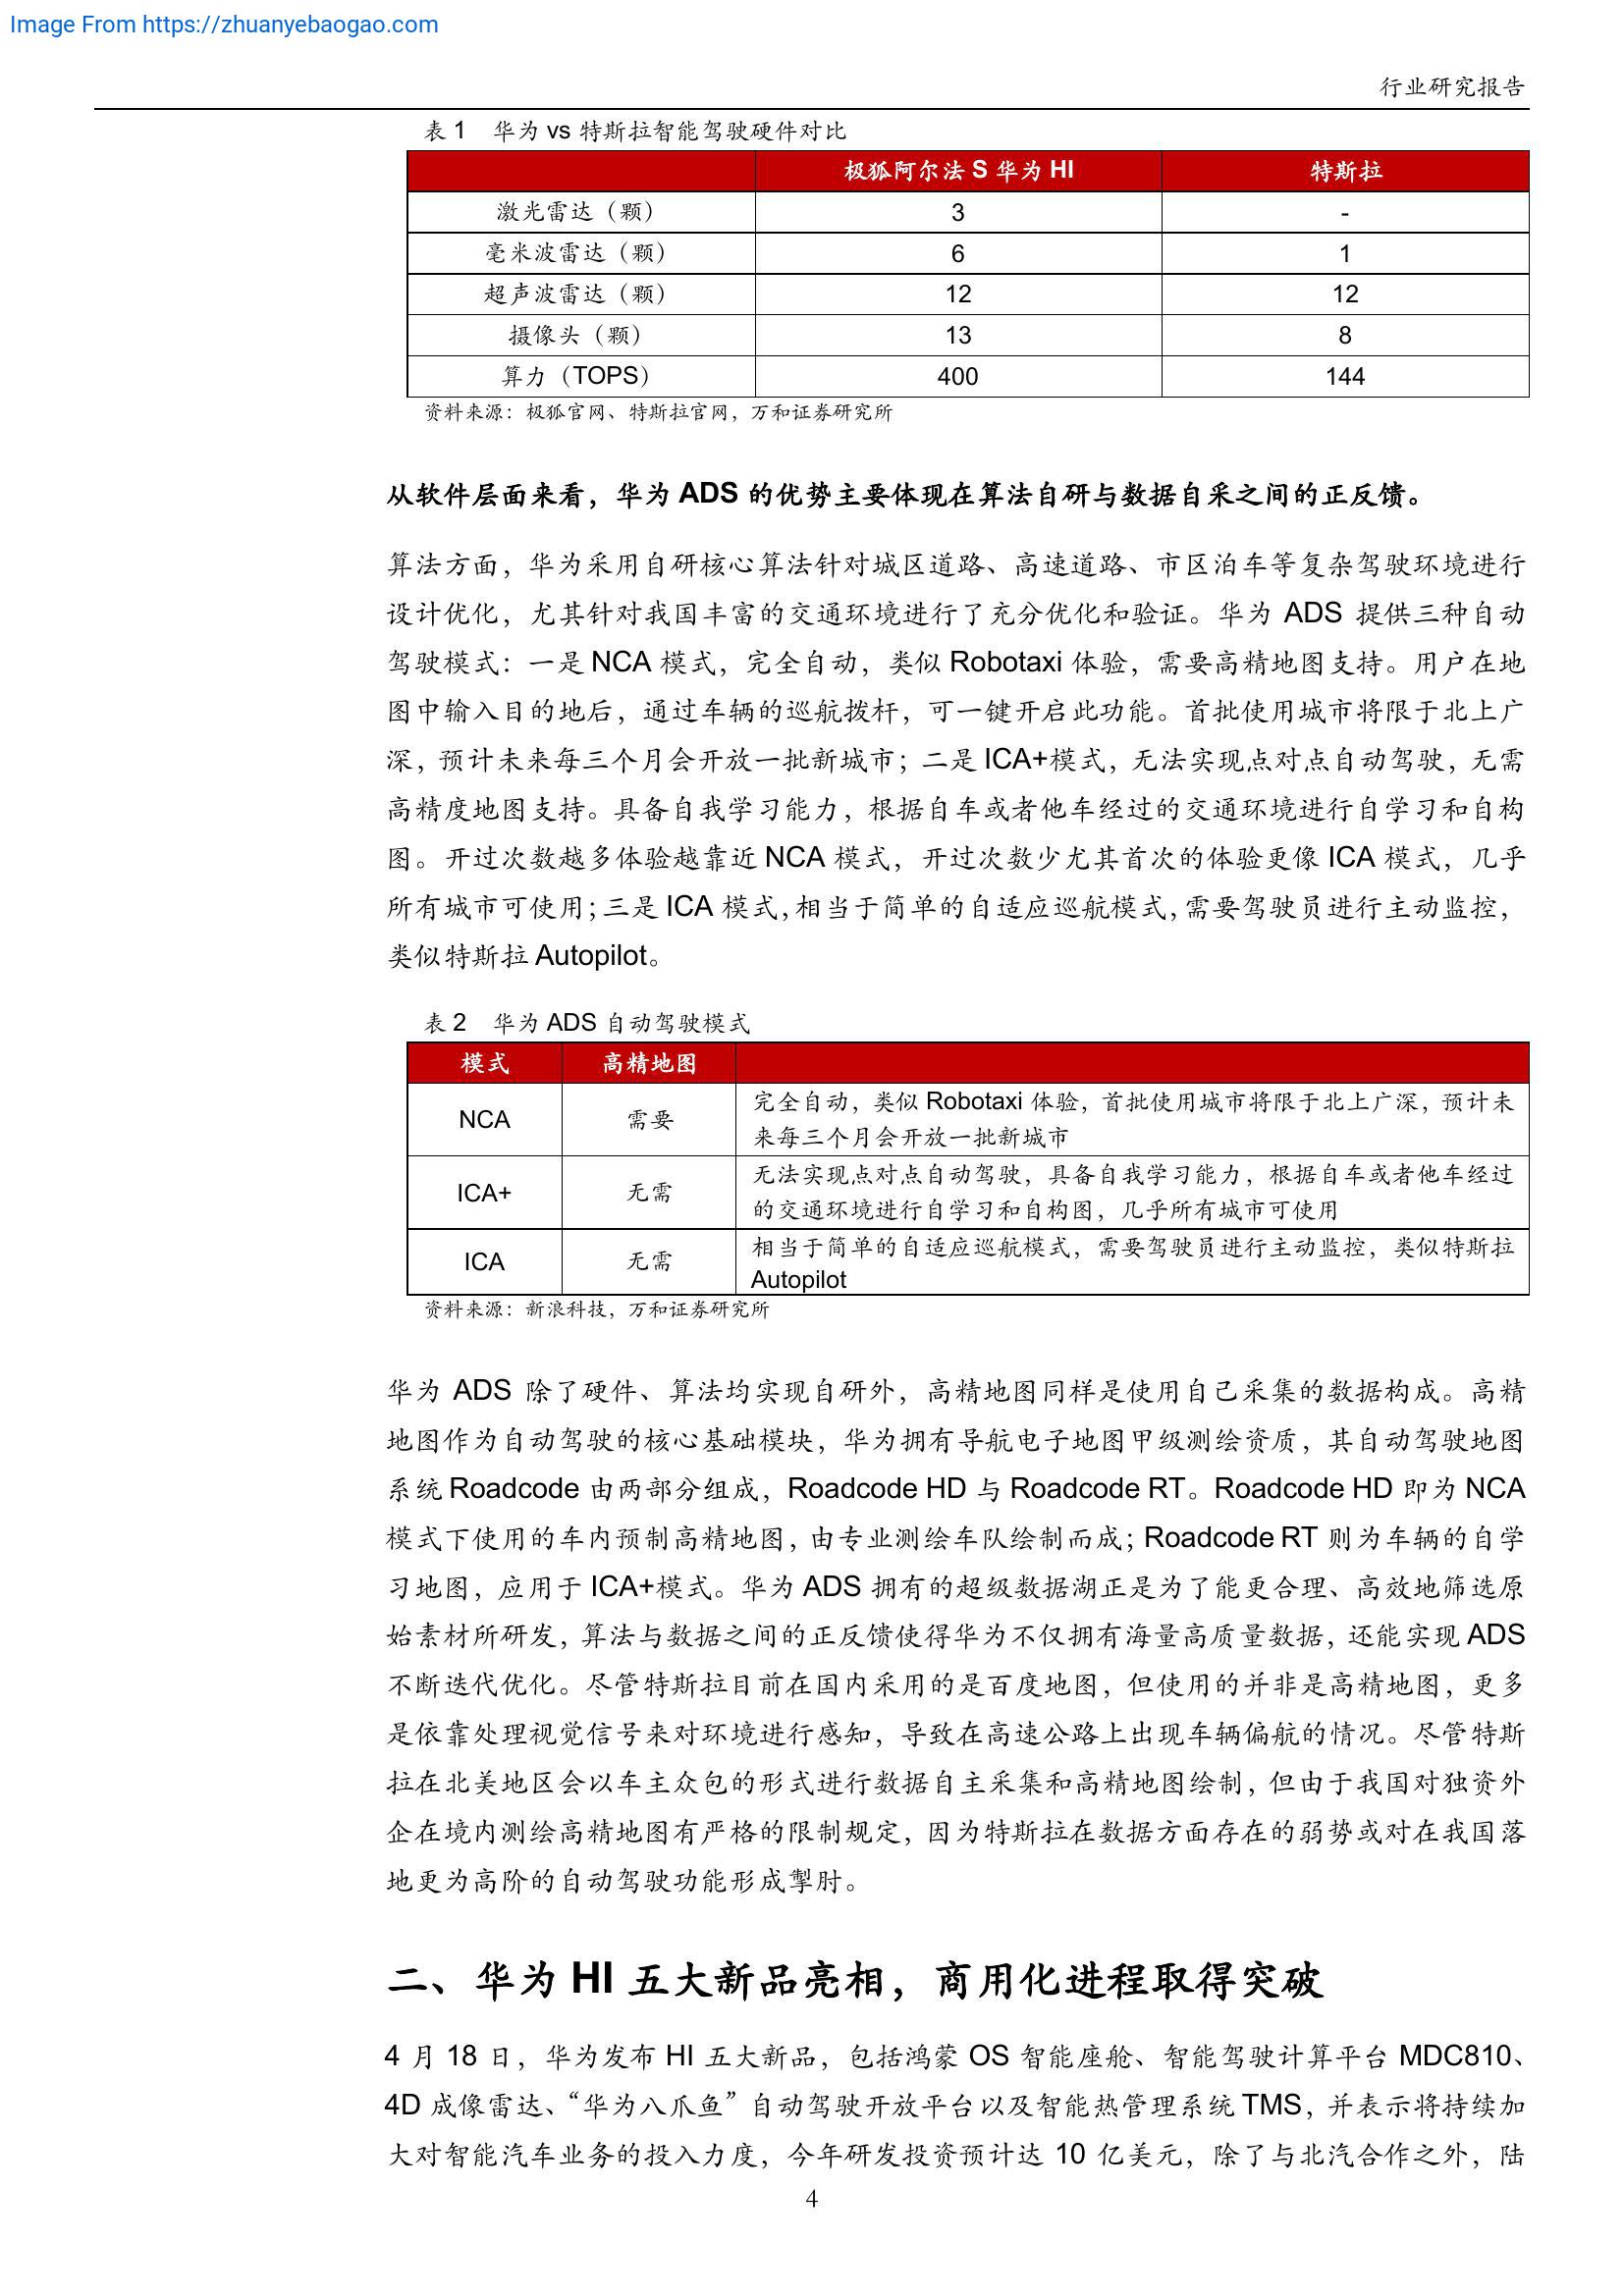 Image From https://zhuanyebaogao.com
行业研究报告
表 1 华为 vs 特斯拉智能驾驶硬件对比
极狐阿尔法 S 华为 HI 特斯拉
激光雷达（颗） 3 -
毫米波雷达（颗） 6 1
超声波雷达（颗） 12 12
摄像头（颗） 13 8
算力（TOPS） 400 144
资料来源：极狐官网、特斯拉官网，万和证券研究所
从软件层面来看，华为 ADS 的优势主要体现在算法自研与数据自采之间的正反馈。
算法方面，华为采用自研核心算法针对城区道路、高速道路、市区泊车等复杂驾驶环境进行
设计优化，尤其针对我国丰富的交通环境进行了充分优化和验证。华为 ADS 提供三种自动
驾驶模式：一是 NCA 模式，完全自动，类似 Robotaxi 体验，需要高精地图支持。用户在地
图中输入目的地后，通过车辆的巡航拨杆，可一键开启此功能。首批使用城市将限于北上广
深，预计未来每三个月会开放一批新城市；二是 ICA+模式，无法实现点对点自动驾驶，无需
高精度地图支持。具备自我学习能力，根据自车或者他车经过的交通环境进行自学习和自构
图。开过次数越多体验越靠近 NCA 模式，开过次数少尤其首次的体验更像 ICA 模式，几乎
所有城市可使用；三是 ICA 模式，相当于简单的自适应巡航模式，需要驾驶员进行主动监控，
类似特斯拉 Autopilot。
表 2 华为 ADS 自动驾驶模式
模式 高精地图
NCA 需要 完全自动，类似 Robotaxi 体验，首批使用城市将限于北上广深，预计未
来每三个月会开放一批新城市
ICA+ 无需 无法实现点对点自动驾驶，具备自我学习能力，根据自车或者他车经过
的交通环境进行自学习和自构图，几乎所有城市可使用
ICA 无需 相当于简单的自适应巡航模式，需要驾驶员进行主动监控，类似特斯拉
Autopilot
资料来源：新浪科技，万和证券研究所
华为 ADS 除了硬件、算法均实现自研外，高精地图同样是使用自己采集的数据构成。高精
地图作为自动驾驶的核心基础模块，华为拥有导航电子地图甲级测绘资质，其自动驾驶地图
系统 Roadcode 由两部分组成，Roadcode HD 与 Roadcode RT。Roadcode HD 即为 NCA
模式下使用的车内预制高精地图，由专业测绘车队绘制而成；Roadcode RT 则为车辆的自学
习地图，应用于 ICA+模式。华为 ADS 拥有的超级数据湖正是为了能更合理、高效地筛选原
始素材所研发，算法与数据之间的正反馈使得华为不仅拥有海量高质量数据，还能实现 ADS
不断迭代优化。尽管特斯拉目前在国内采用的是百度地图，但使用的并非是高精地图，更多
是依靠处理视觉信号来对环境进行感知，导致在高速公路上出现车辆偏航的情况。尽管特斯
拉在北美地区会以车主众包的形式进行数据自主采集和高精地图绘制，但由于我国对独资外
企在境内测绘高精地图有严格的限制规定，因为特斯拉在数据方面存在的弱势或对在我国落
地更为高阶的自动驾驶功能形成掣肘。
二、华为 HI 五大新品亮相，商用化进程取得突破
4 月 18 日，华为发布 HI 五大新品，包括鸿蒙 OS 智能座舱、智能驾驶计算平台 MDC810、
4D 成像雷达、“华为八爪鱼”自动驾驶开放平台以及智能热管理系统 TMS，并表示将持续加
大对智能汽车业务的投入力度，今年研发投资预计达 10 亿美元，除了与北汽合作之外，陆
4